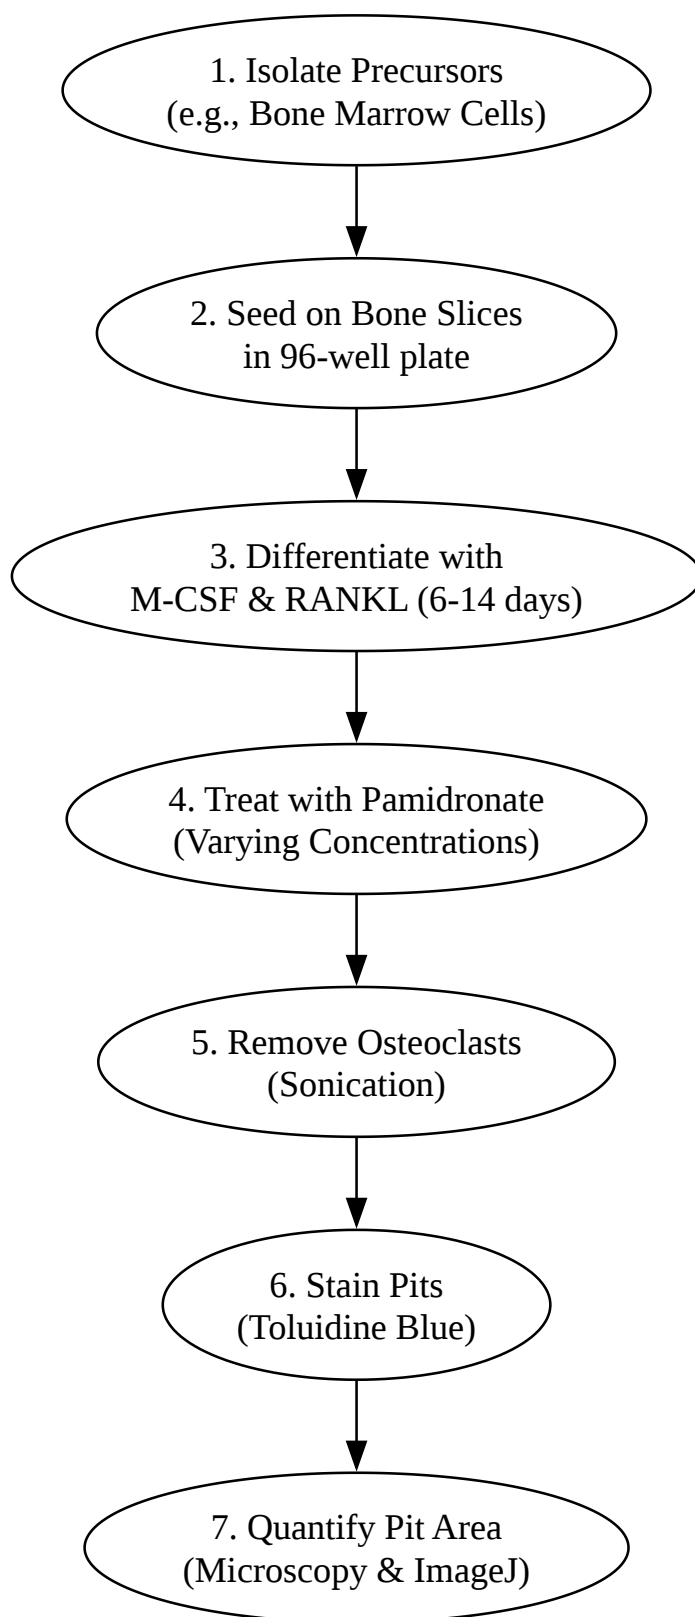 1. Isolate Precursors
(e.g., Bone Marrow Cells)
2. Seed on Bone Slices
in 96-well plate
3. Differentiate with
M-CSF & RANKL (6-14 days)
4. Treat with Pamidronate
(Varying Concentrations)
5. Remove Osteoclasts
(Sonication)
6. Stain Pits
(Toluidine Blue)
7. Quantify Pit Area
(Microscopy & ImageJ)